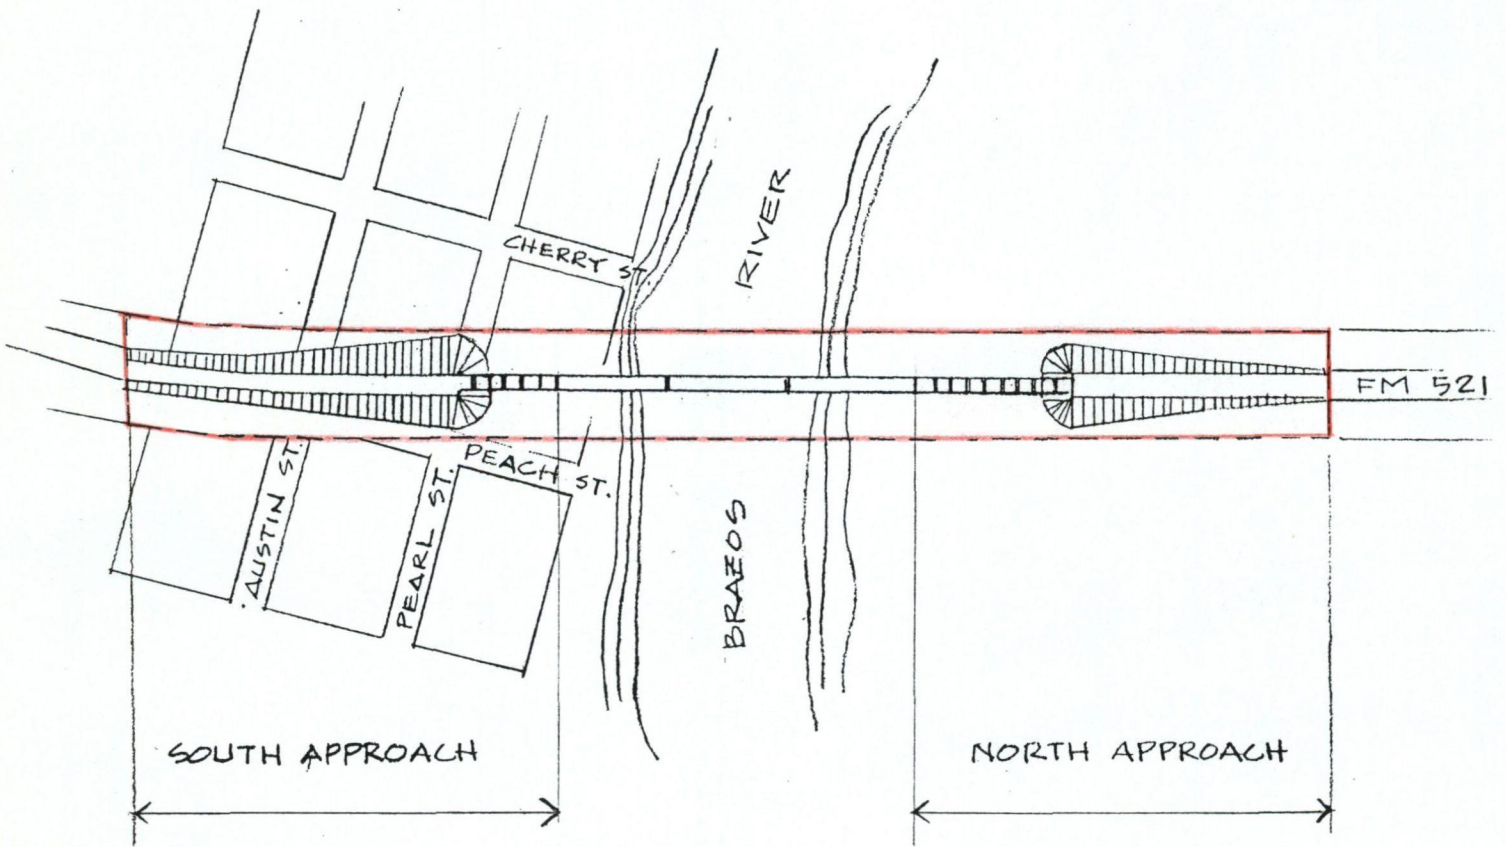 RIVER
CHERRY ST
FM 521
PEACH ST.
AUSTIN ST.
PEARL ST.
BRAZOS
SOUTH APPROACH
NORTH APPROACH